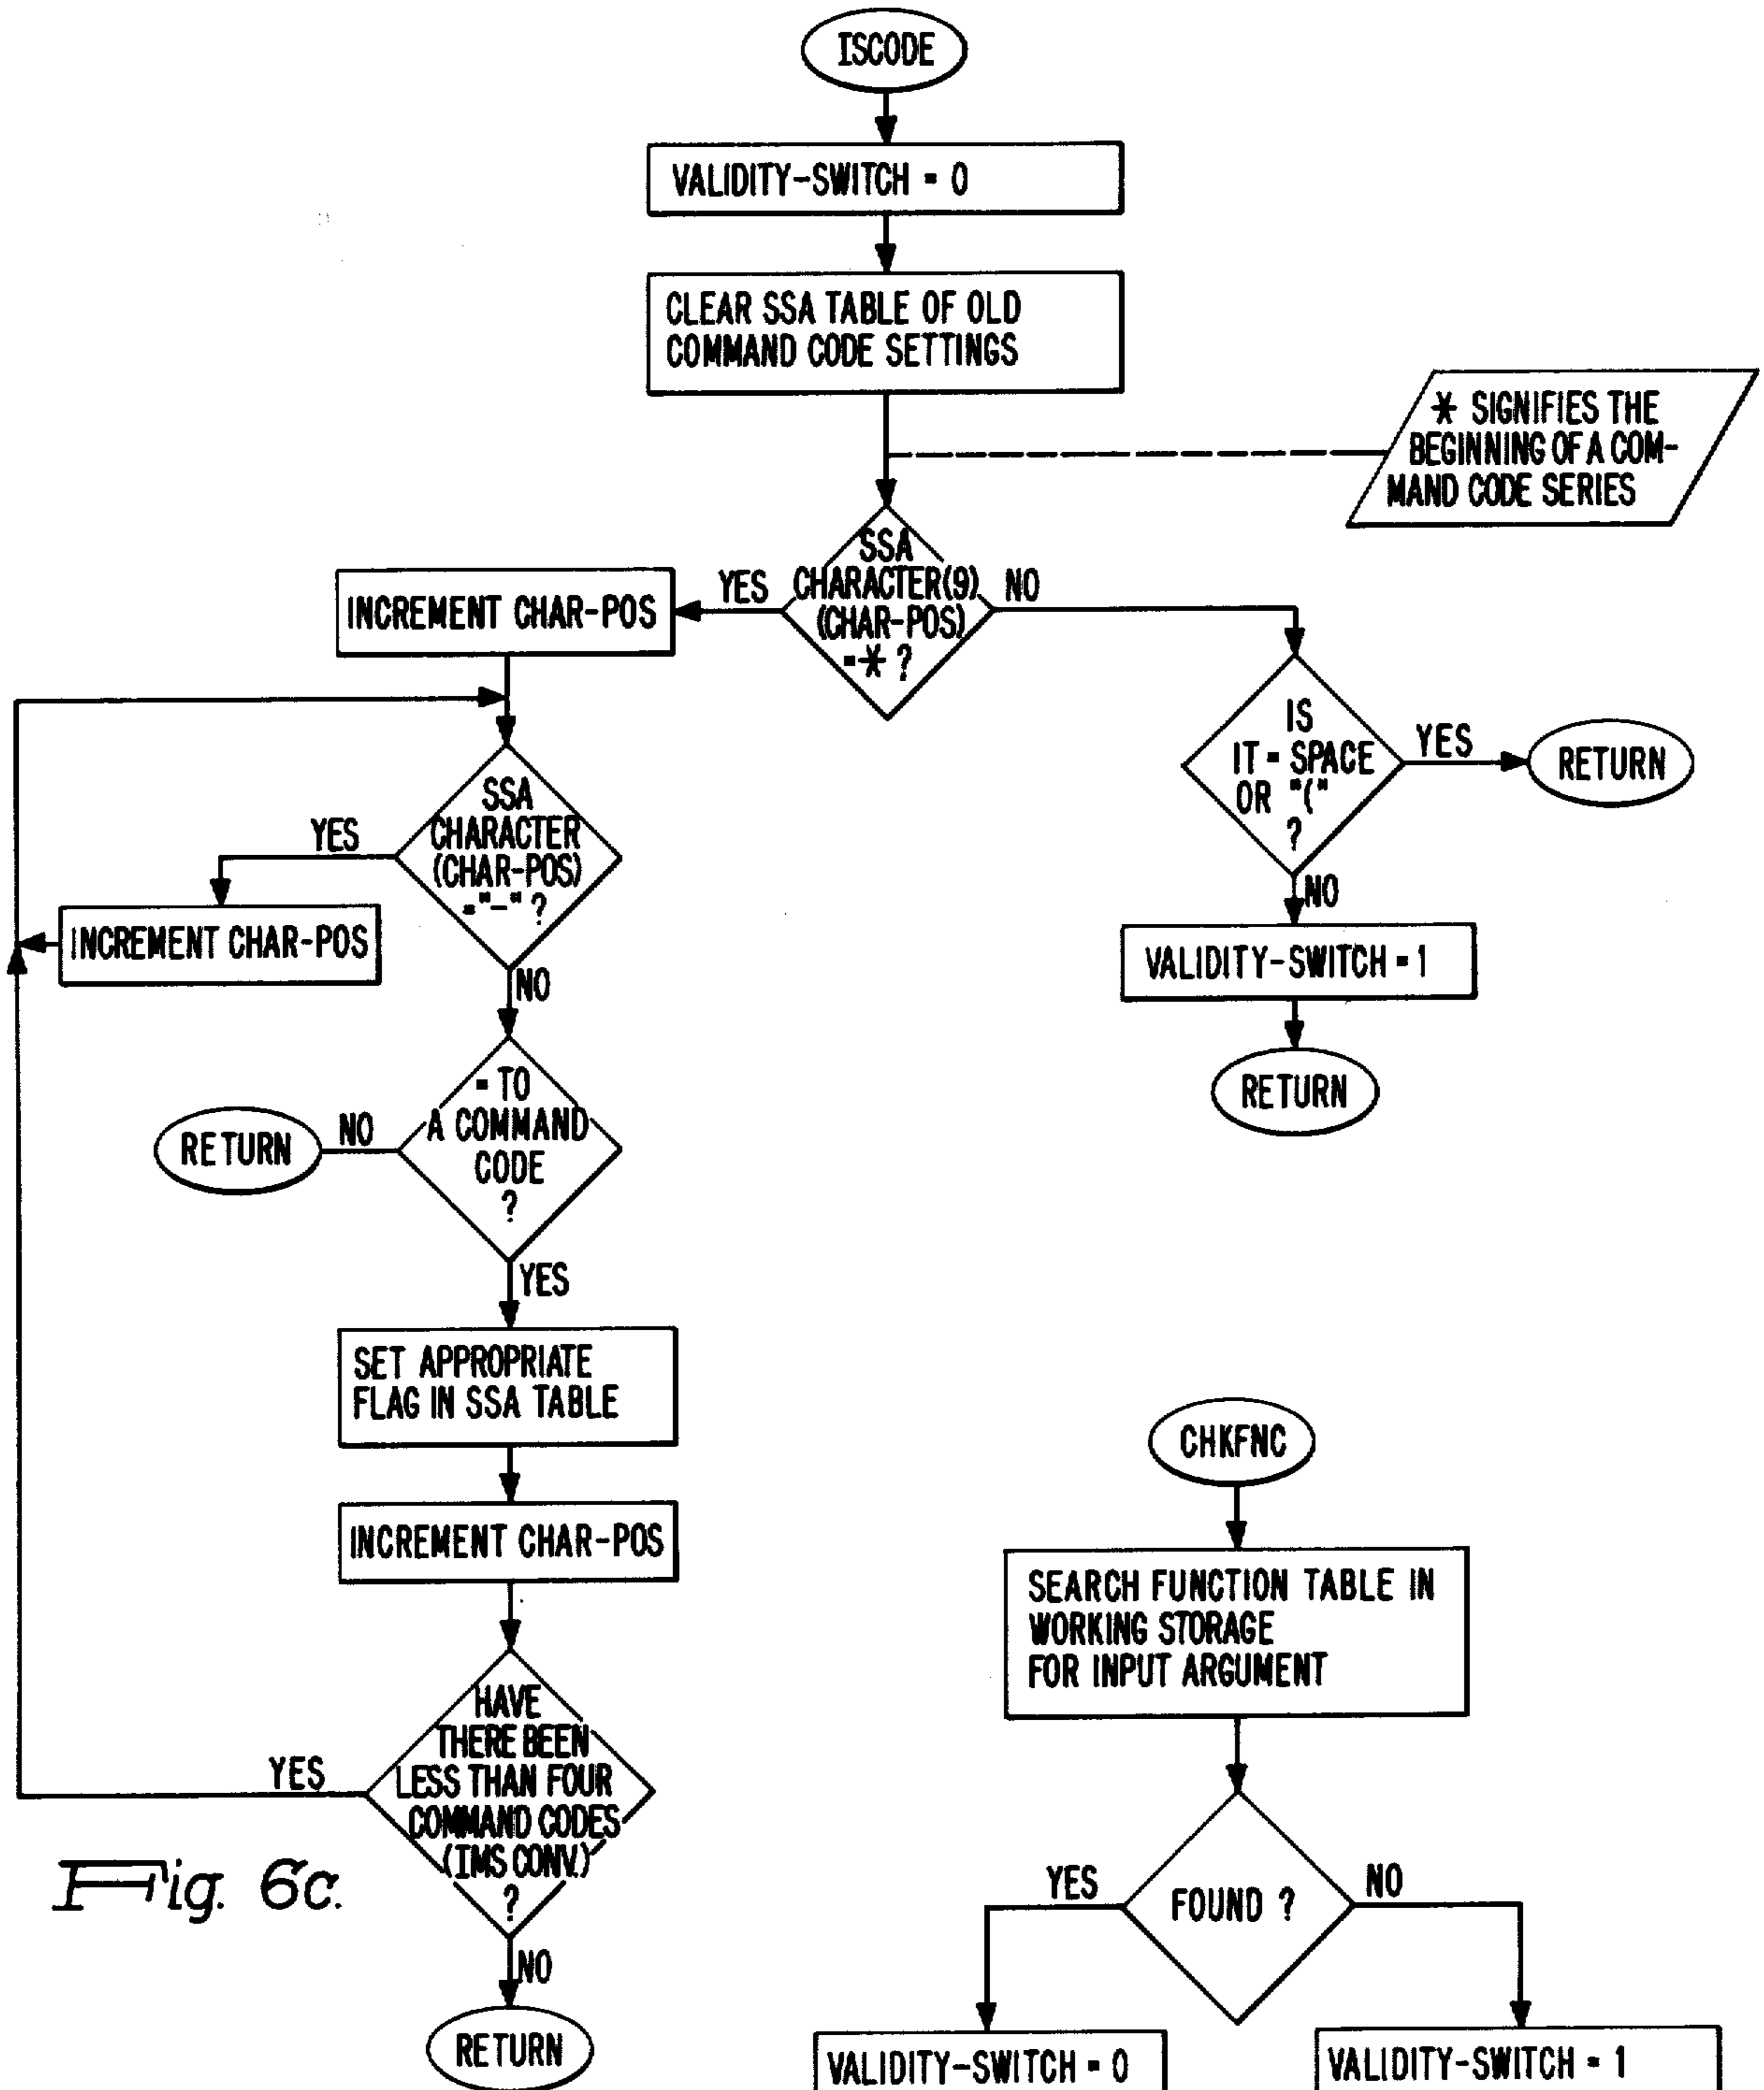 ISCODE
VALIDITY-SWITCH = 0
CLEAR SSA TABLE OF OLD
COMMAND CODE SETTINGS
* SIGNIFIES THE
BEGINNING OF A COM-
MAND CODE SERIES
SSA
CHARACTER(9)
(CHAR-POS)
=* ?
YES
NO
INCREMENT CHAR-POS
IS
IT = SPACE
OR "("
?
YES
RETURN
NO
VALIDITY-SWITCH = 1
RETURN
SSA
CHARACTER
(CHAR-POS)
="-" ?
YES
INCREMENT CHAR-POS
NO
= TO
A COMMAND
CODE
?
NO
RETURN
YES
SET APPROPRIATE
FLAG IN SSA TABLE
INCREMENT CHAR-POS
HAVE
THERE BEEN
LESS THAN FOUR
COMMAND CODES
(IMS CONV.)
?
YES
NO
RETURN
Fig. 6c.
CHKFNC
SEARCH FUNCTION TABLE IN
WORKING STORAGE
FOR INPUT ARGUMENT
FOUND ?
YES
NO
VALIDITY-SWITCH = 0
VALIDITY-SWITCH = 1